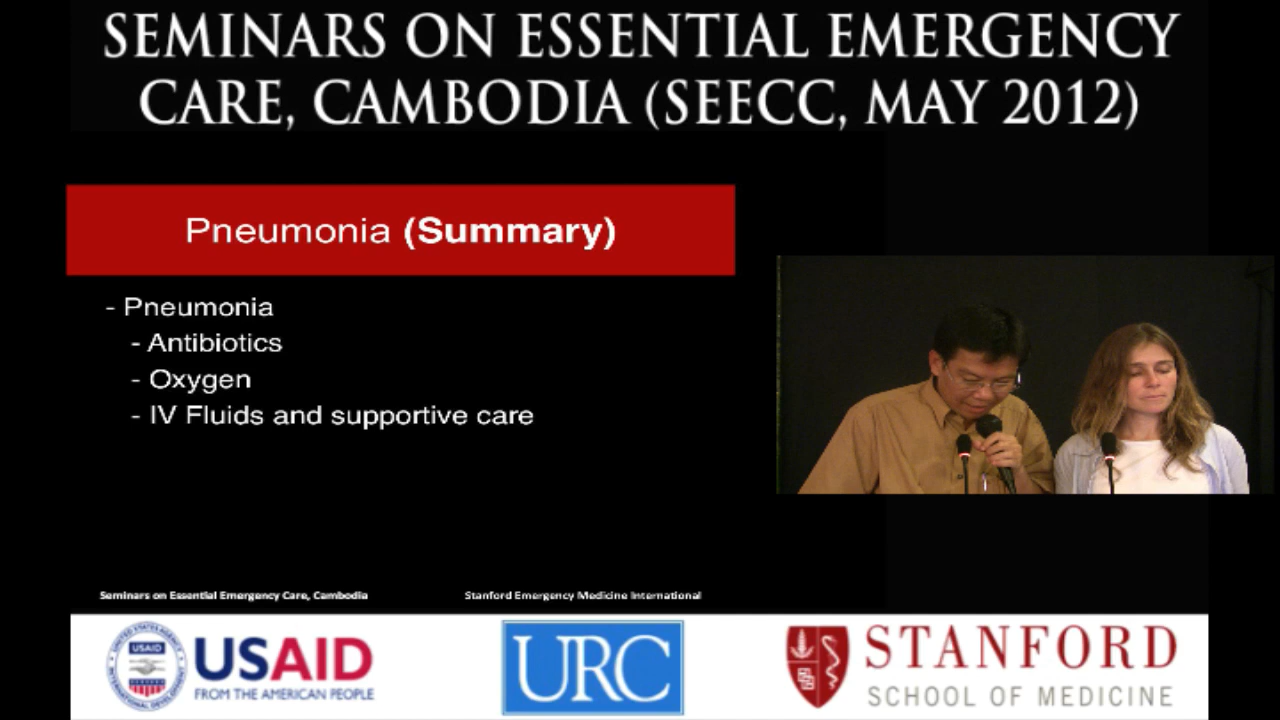 SEMINARS ON ESSENTIAL EMERGENCY
CARE, CAMBODIA (SEECC, MAY 2012)
Pneumonia (Summary)
- Pneumonia
- Antibiotics
- Oxygen
- IV Fluids and supportive care
Seminars on Essential Emergency Care, Cambodia
Stanford Emergency Medicine International
USAID
USAID
FROM THE AMERICAN PEOPLE
URC
STANFORD
SCHOOL OF MEDICINE